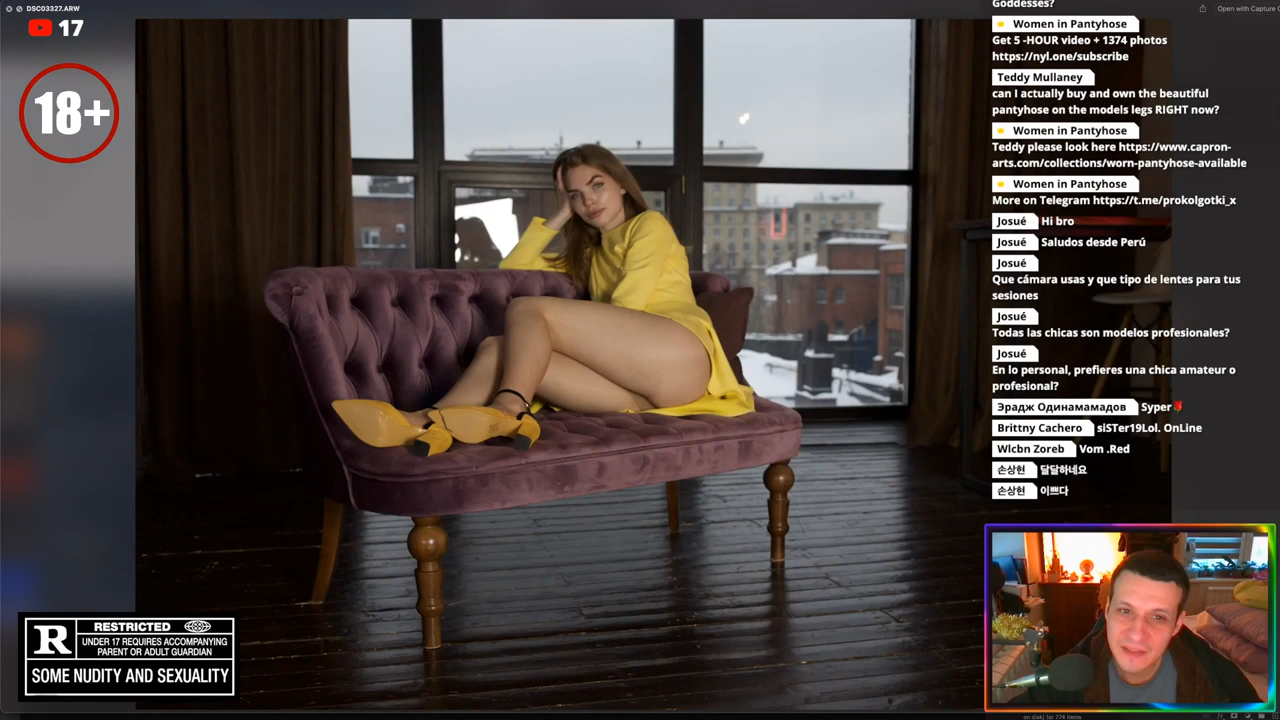 DSC03327.ARW
Open with Capture
17
18+
Goddesses?
Women in Pantyhose
Get 5 -HOUR video + 1374 photos
https://nyl.one/subscribe
Teddy Mullaney
can I actually buy and own the beautiful
pantyhose on the models legs RIGHT now?
Women in Pantyhose
Teddy please look here https://www.capron-
arts.com/collections/worn-pantyhose-available
Women in Pantyhose
More on Telegram https://t.me/prokolgotki_x
Josué Hi bro
Josué Saludos desde Perú
Josué
Que cámara usas y que tipo de lentes para tus
sesiones
Josué
Todas las chicas son modelos profesionales?
Josué
En lo personal, prefieres una chica amateur o
profesional?
Эрадж Одинамамадов Syper🌹
Brittny Cachero siSTer19Lol. OnLine
Wlcbn Zoreb Vom .Red
손상현 달달하네요
손상현 이쁘다
R
RESTRICTED
UNDER 17 REQUIRES ACCOMPANYING
PARENT OR ADULT GUARDIAN
SOME NUDITY AND SEXUALITY
on disk) for 774 items